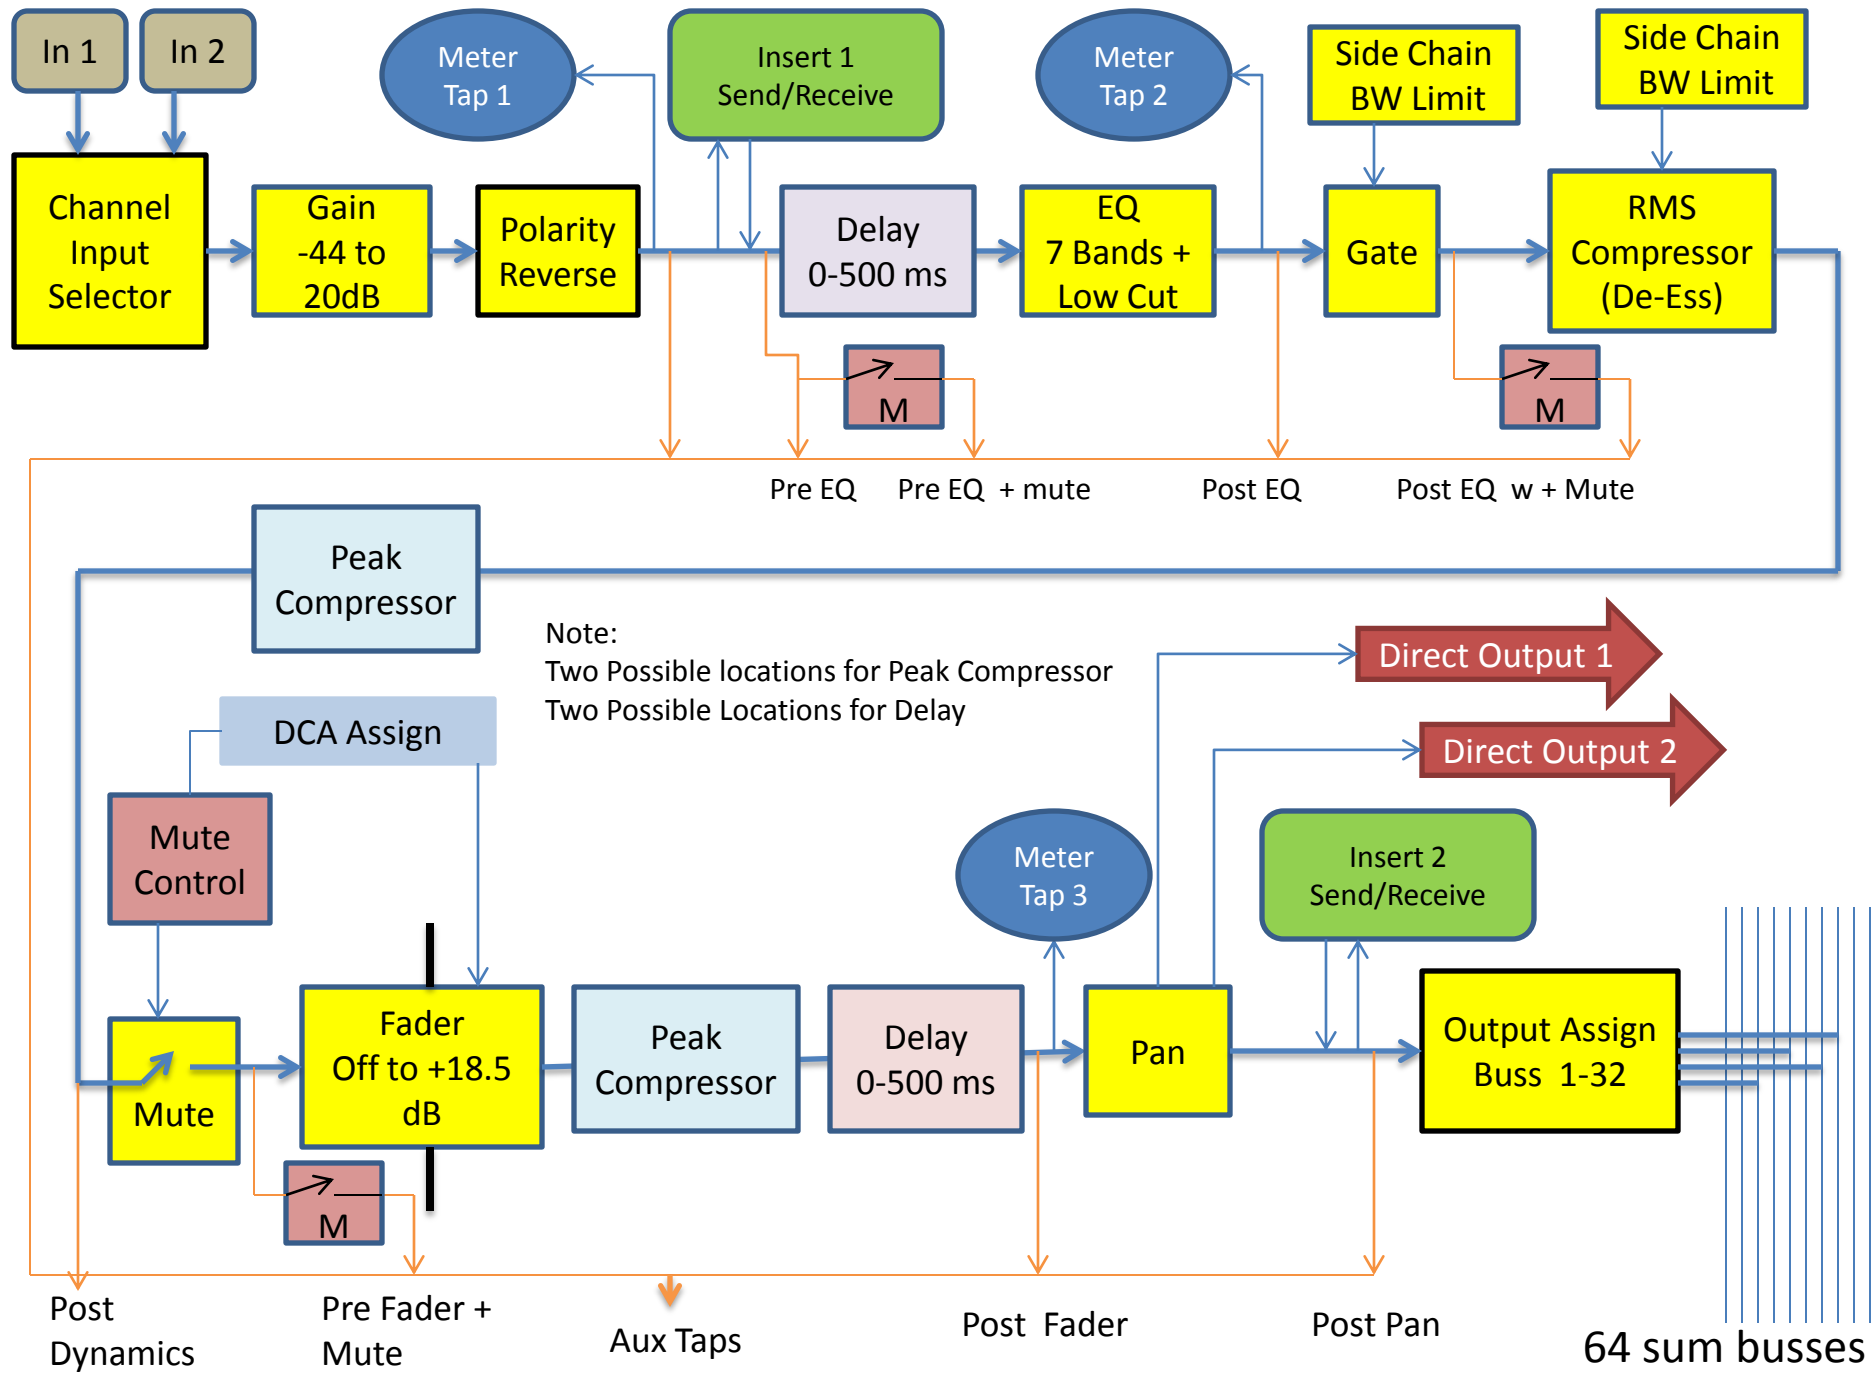 In 1
In 2
Meter
Tap 1
Insert 1
Send/Receive
Meter
Tap 2
Side Chain
BW Limit
Side Chain
BW Limit
Channel
Input
Selector
Gain
-44 to
20dB
Polarity
Reverse
Delay
0-500 ms
EQ
7 Bands +
Low Cut
Gate
RMS
Compressor
(De-Ess)
M
M
Pre EQ
Pre EQ + mute
Post EQ
Post EQ w + Mute
Peak
Compressor
Note:
Two Possible locations for Peak Compressor
Two Possible Locations for Delay
Direct Output 1
Direct Output 2
DCA Assign
Mute
Control
Meter
Tap 3
Insert 2
Send/Receive
Mute
Fader
Off to +18.5
dB
Peak
Compressor
Delay
0-500 ms
Pan
Output Assign
Buss 1-32
M
Post
Dynamics
Pre Fader +
Mute
Aux Taps
Post Fader
Post Pan
64 sum busses